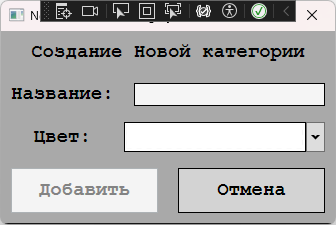 Создание Новой категории
Название:
Цвет:
Добавить
Отмена